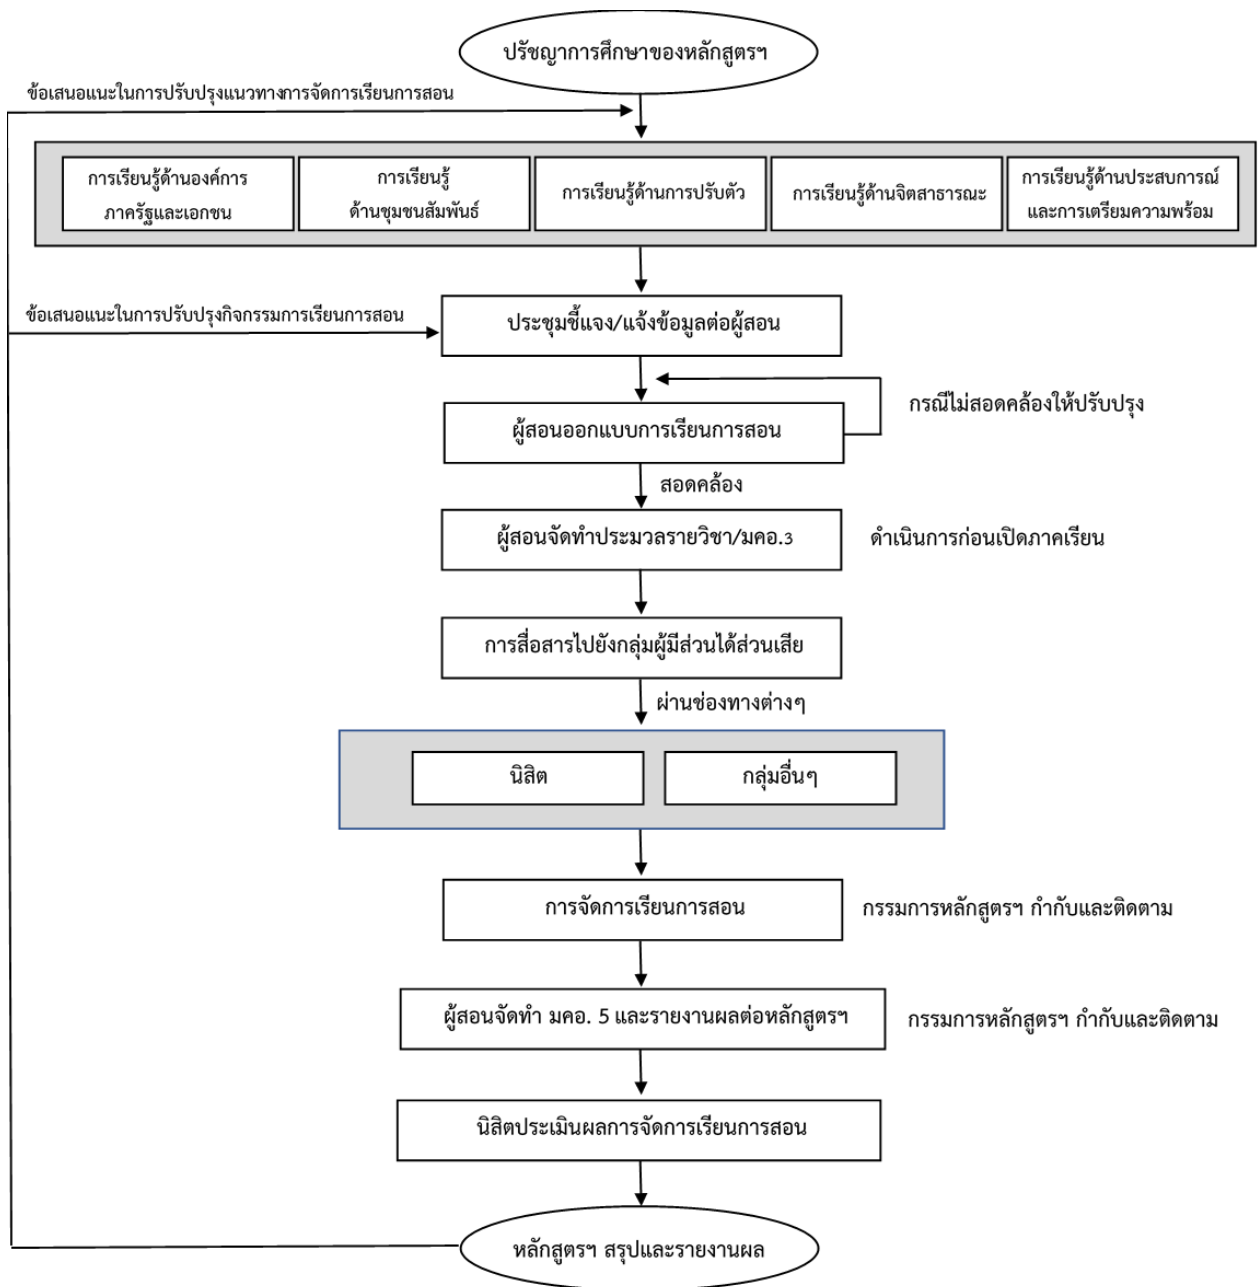 ปรัชญาการศึกษาของหลักสูตรฯ
ข้อเสนอแนะในการปรับปรุงแนวทางการจัดการเรียนการสอน
การเรียนรู้ด้านองค์การ
ภาครัฐและเอกชน
การเรียนรู้
ด้านชุมชนสัมพันธ์
การเรียนรู้ด้านการปรับตัว
การเรียนรู้ด้านจิตสาธารณะ
การเรียนรู้ด้านประสบการณ์
และการเตรียมความพร้อม
ข้อเสนอแนะในการปรับปรุงกิจกรรมการเรียนการสอน
ประชุมชี้แจง/แจ้งข้อมูลต่อผู้สอน
กรณีไม่สอดคล้องให้ปรับปรุง
ผู้สอนออกแบบการเรียนการสอน
สอดคล้อง
ผู้สอนจัดทำประมวลรายวิชา/มคอ.3
ดำเนินการก่อนเปิดภาคเรียน
การสื่อสารไปยังกลุ่มผู้มีส่วนได้ส่วนเสีย
ผ่านช่องทางต่างๆ
นิสิต
กลุ่มอื่นๆ
การจัดการเรียนการสอน
กรรมการหลักสูตรฯ กำกับและติดตาม
ผู้สอนจัดทำ มคอ. 5 และรายงานผลต่อหลักสูตรฯ
กรรมการหลักสูตรฯ กำกับและติดตาม
นิสิตประเมินผลการจัดการเรียนการสอน
หลักสูตรฯ สรุปและรายงานผล